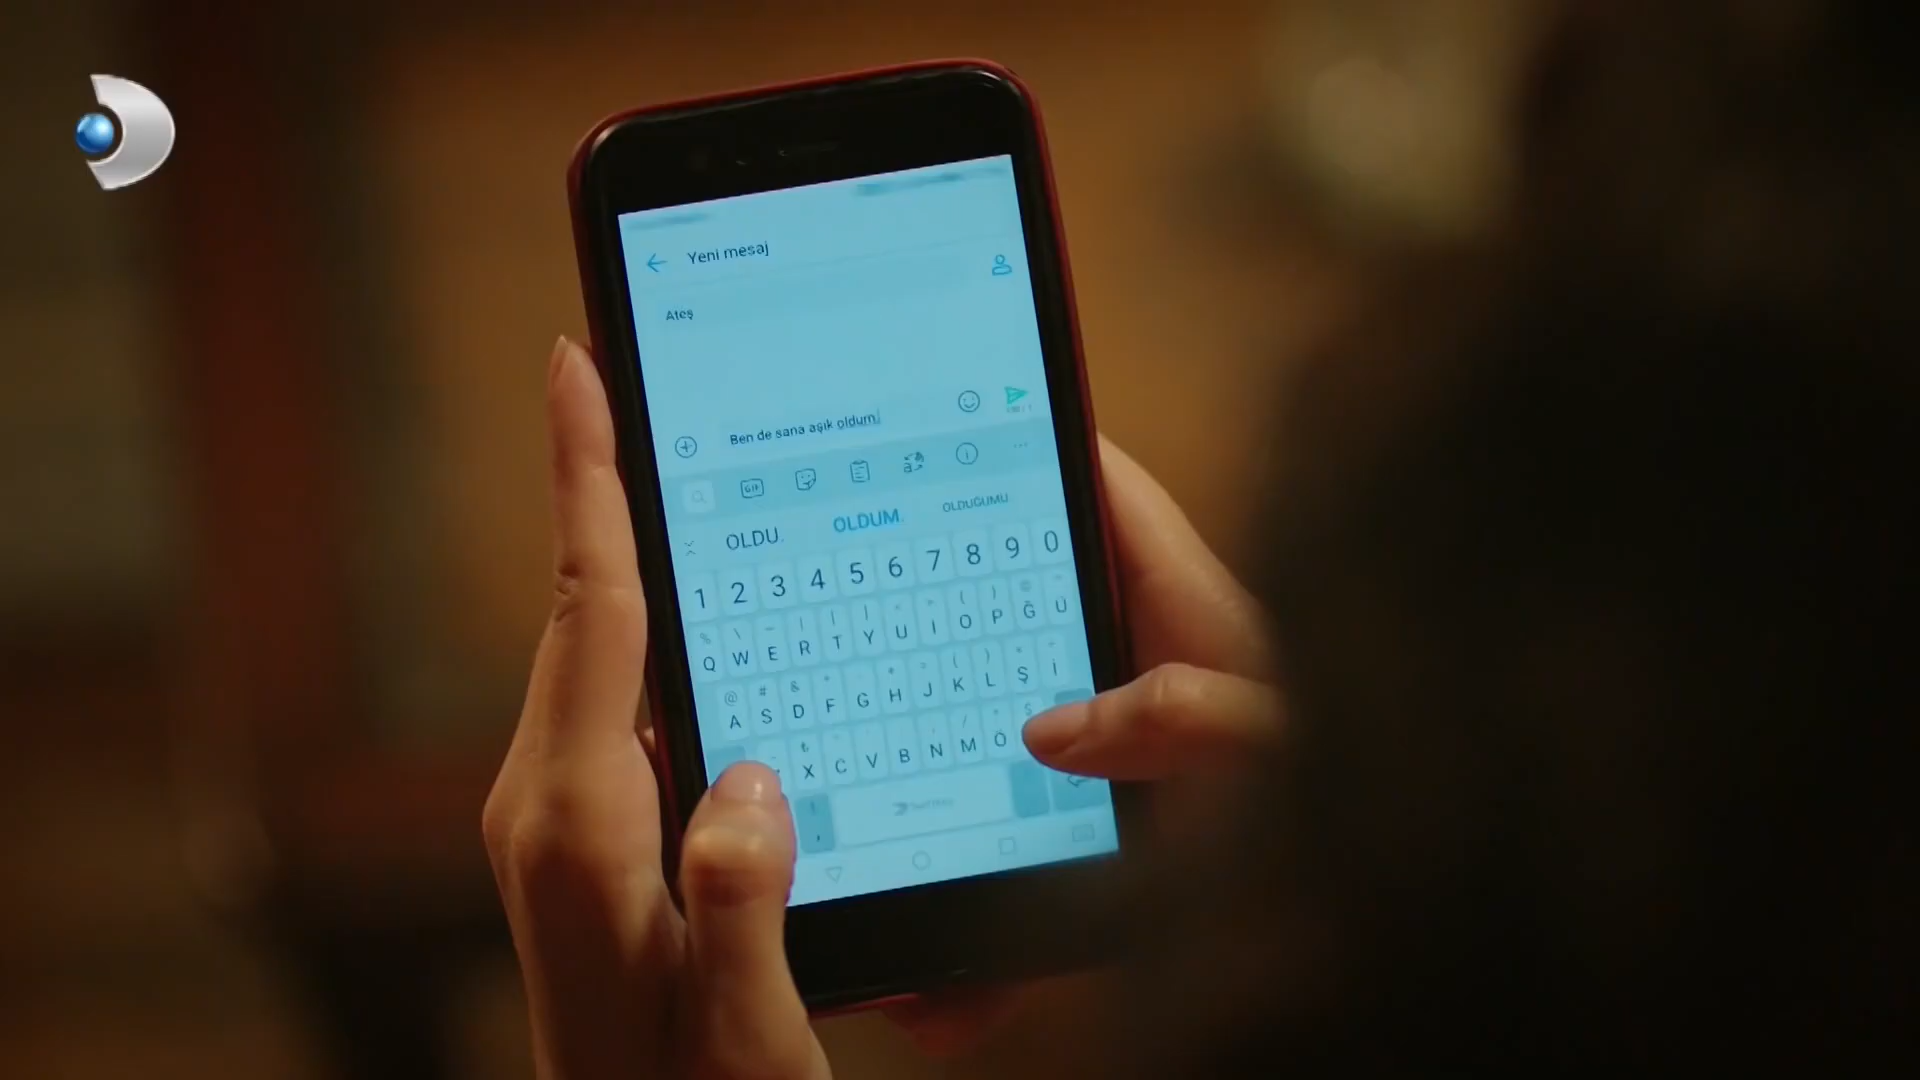 Yeni mesaj
Ateş
Ben de sana aşık oldum.
GIF
OLDU. OLDUM. OLDUĞUMU
1 2 3 4 5 6 7 8 9 0
Q W E R T Y U I O P Ğ Ü
@ # &
A S D F G H J K L Ş İ
X C V B N M Ö